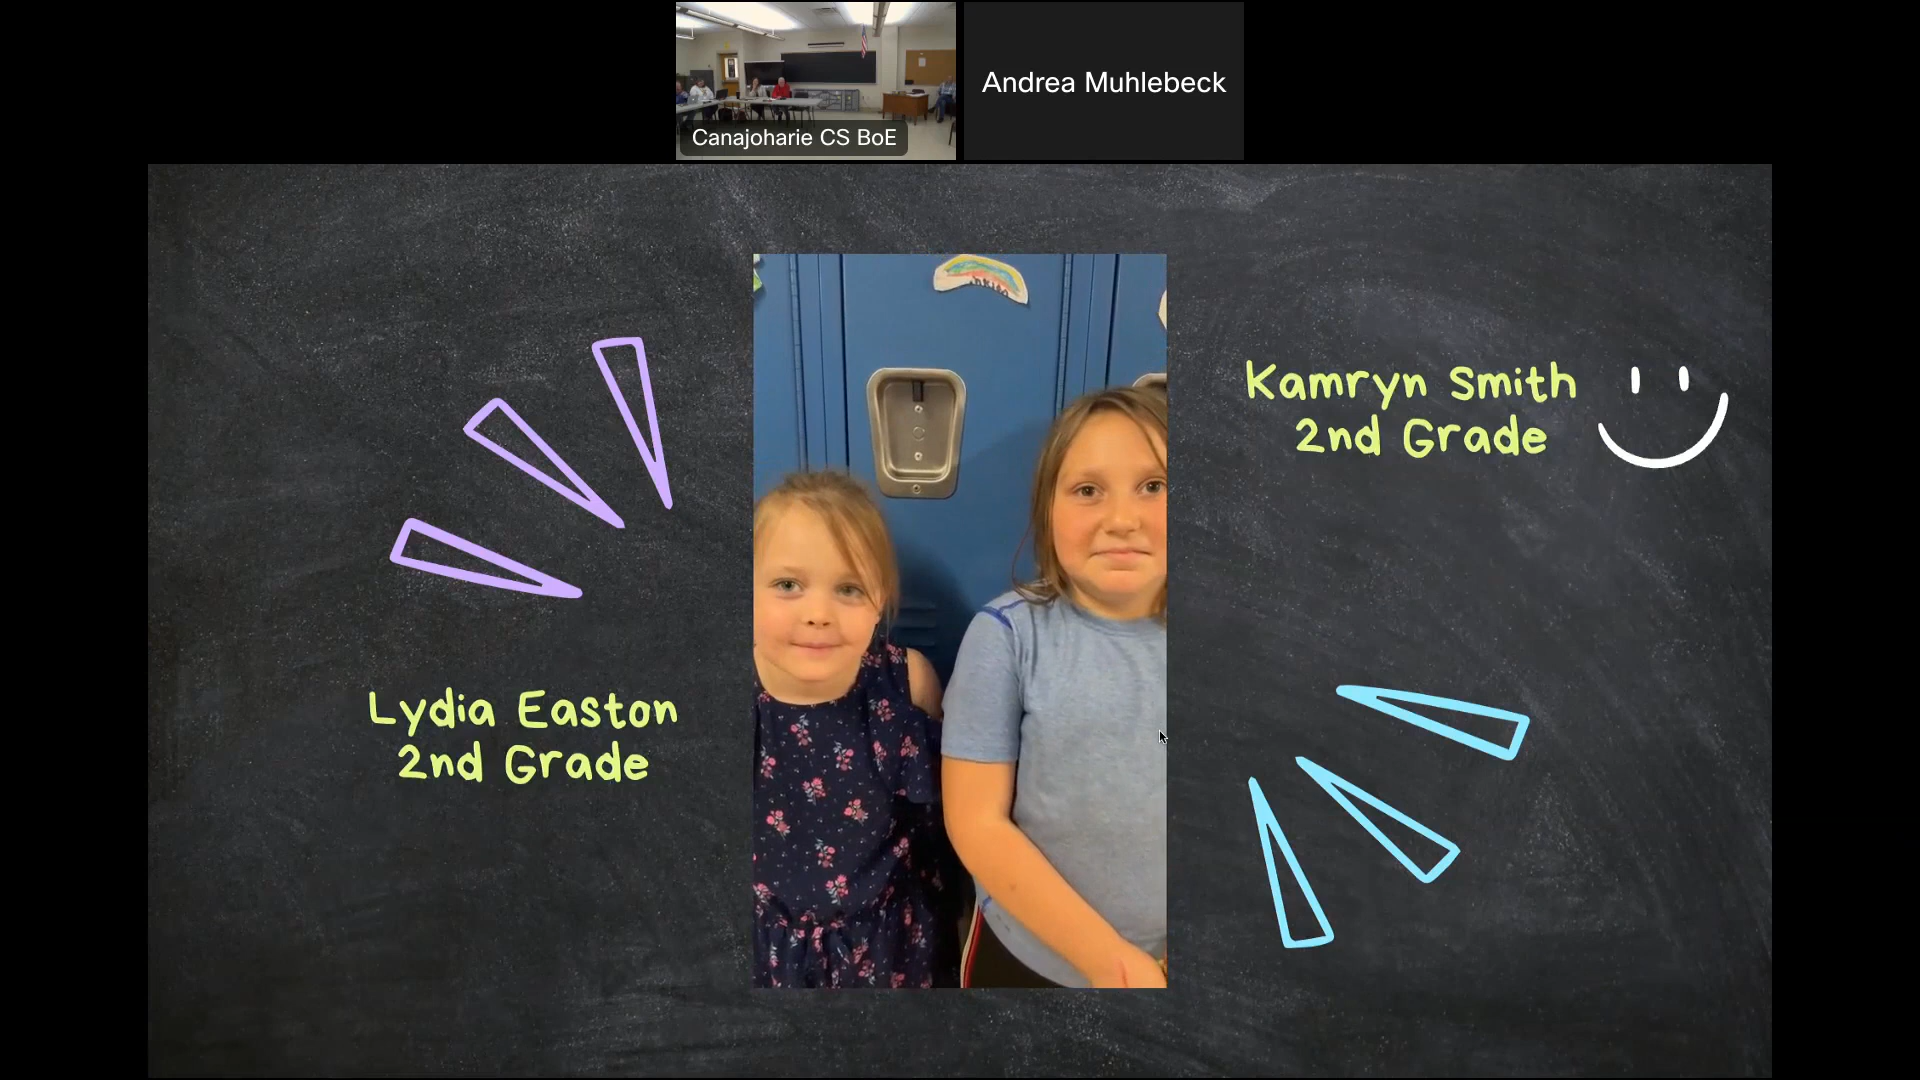 Canajoharie CS BoE
Andrea Muhlebeck
Kamryn Smith
2nd Grade
Lydia Easton
2nd Grade